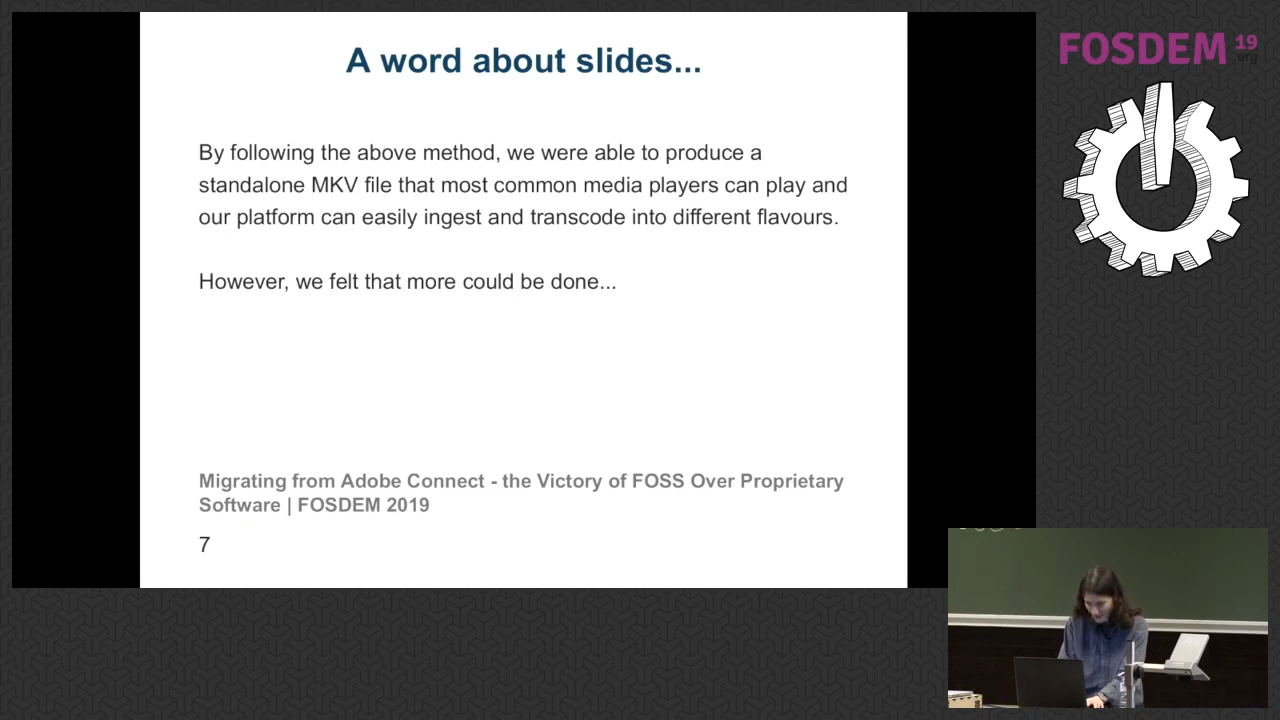 A word about slides...
FOSDEM 19
.org
By following the above method, we were able to produce a
standalone MKV file that most common media players can play and
our platform can easily ingest and transcode into different flavours.
However, we felt that more could be done...
Migrating from Adobe Connect - the Victory of FOSS Over Proprietary
Software | FOSDEM 2019
7